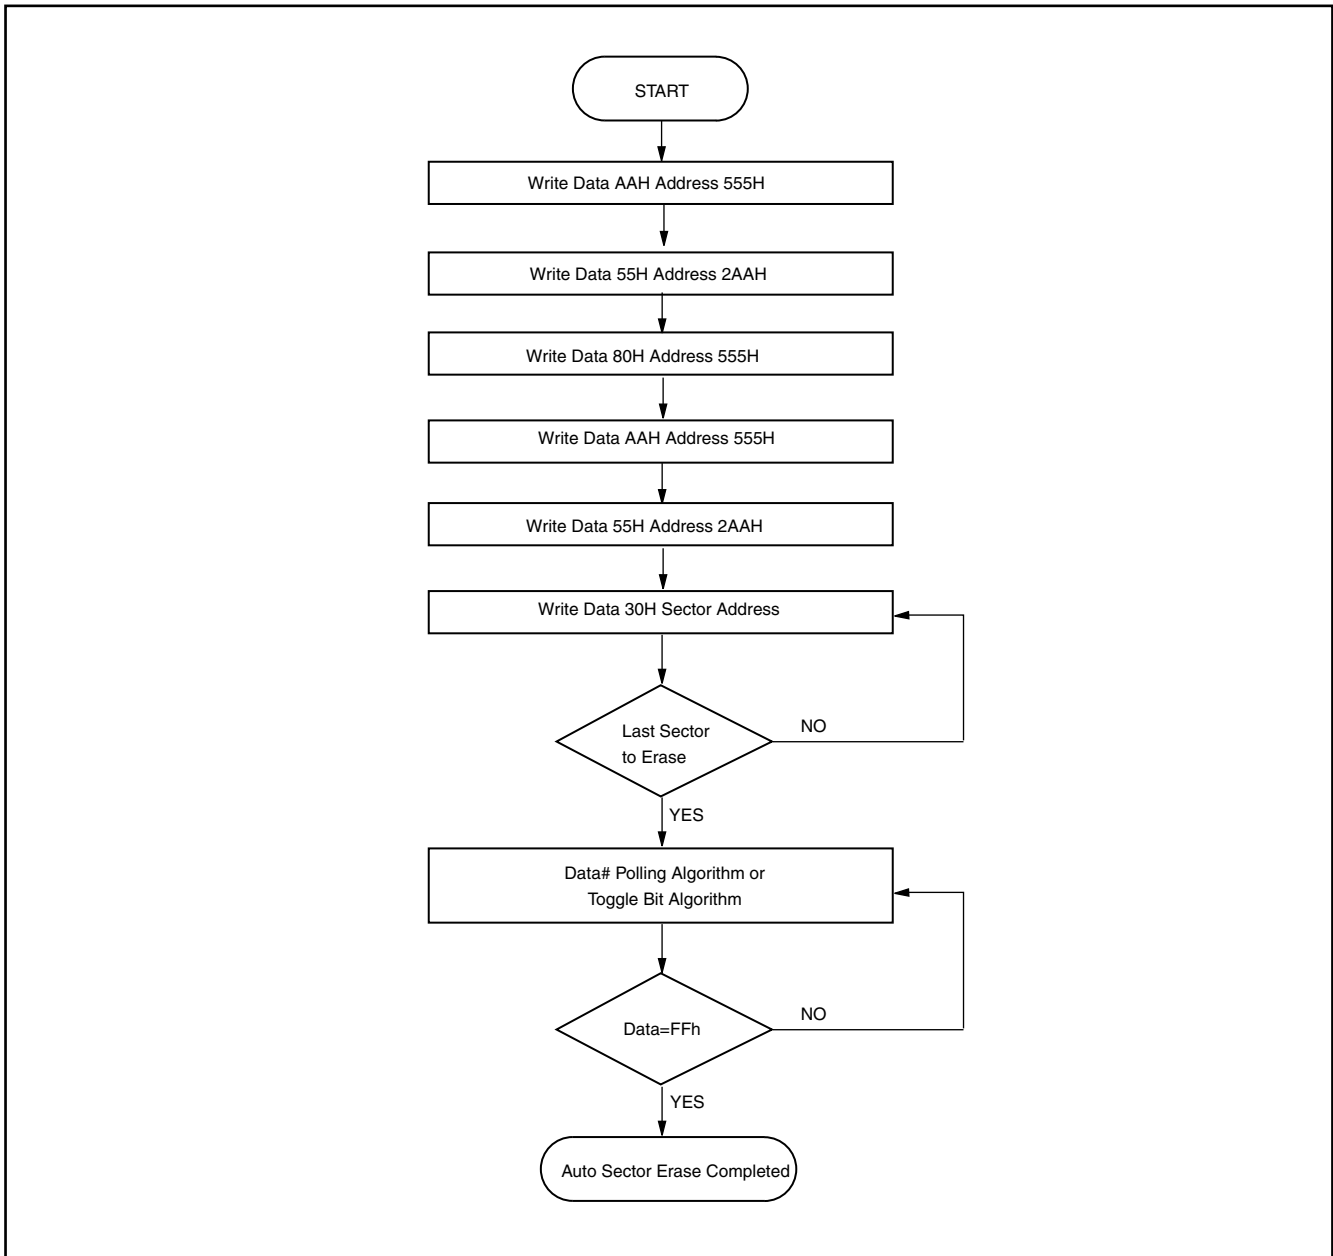 START
Write Data AAH Address 555H
Write Data 55H Address 2AAH
Write Data 80H Address 555H
Write Data AAH Address 555H
Write Data 55H Address 2AAH
Write Data 30H Sector Address
Last Sector
to Erase
NO
YES
Data# Polling Algorithm or
Toggle Bit Algorithm
Data=FFh
NO
YES
Auto Sector Erase Completed